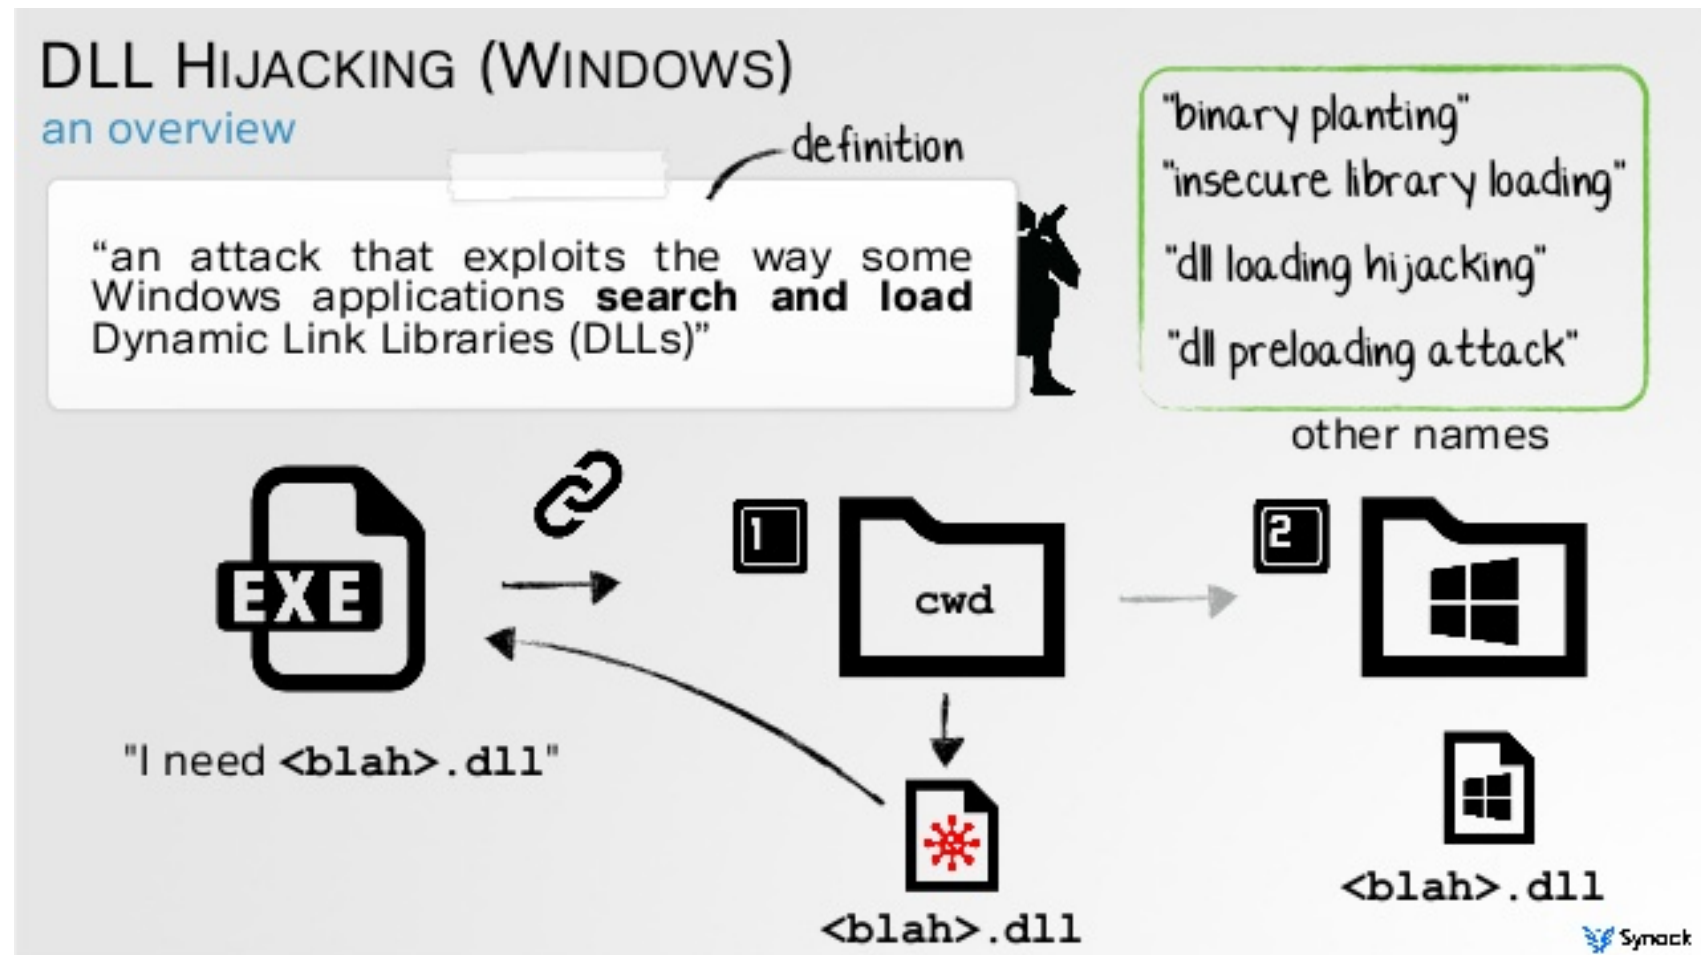 DLL HIJACKING (WINDOWS)
an overview
definition
“an attack that exploits the way some
Windows applications search and load
Dynamic Link Libraries (DLLs)”
"binary planting"
"insecure library loading"
"dll loading hijacking"
"dll preloading attack"
other names
EXE
1
cwd
2
"I need <blah>.dll"
<blah>.dll
<blah>.dll
Synack